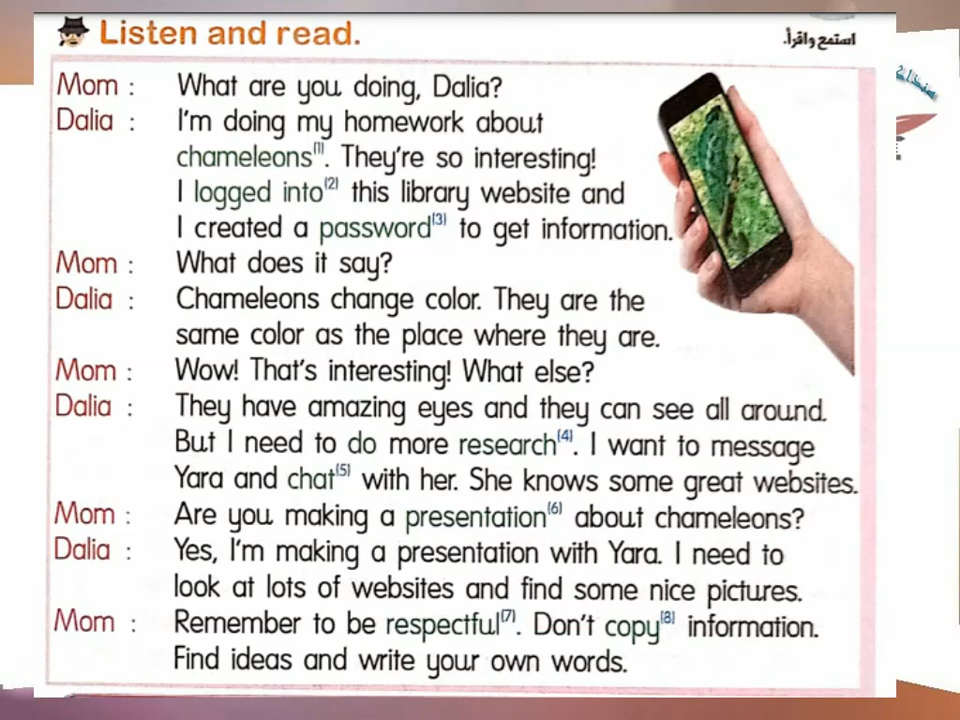 Listen and read.
استمع واقرأ.
Mom : What are you doing, Dalia?
Dalia : I'm doing my homework about
chameleons(1). They're so interesting!
I logged into(2) this library website and
I created a password(3) to get information.
Mom : What does it say?
Dalia : Chameleons change color. They are the
same color as the place where they are.
Mom : Wow! That's interesting! What else?
Dalia : They have amazing eyes and they can see all around.
But I need to do more research(4). I want to message
Yara and chat(5) with her. She knows some great websites.
Mom : Are you making a presentation(6) about chameleons?
Dalia : Yes, I'm making a presentation with Yara. I need to
look at lots of websites and find some nice pictures.
Mom : Remember to be respectful(7). Don't copy(8) information.
Find ideas and write your own words.